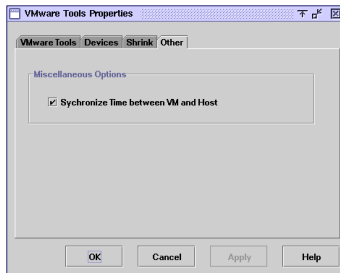 VMware Tools Properties
VMware Tools Devices Shrink Other
Miscellaneous Options
Sychronize Time between VM and Host
OK Cancel Apply Help